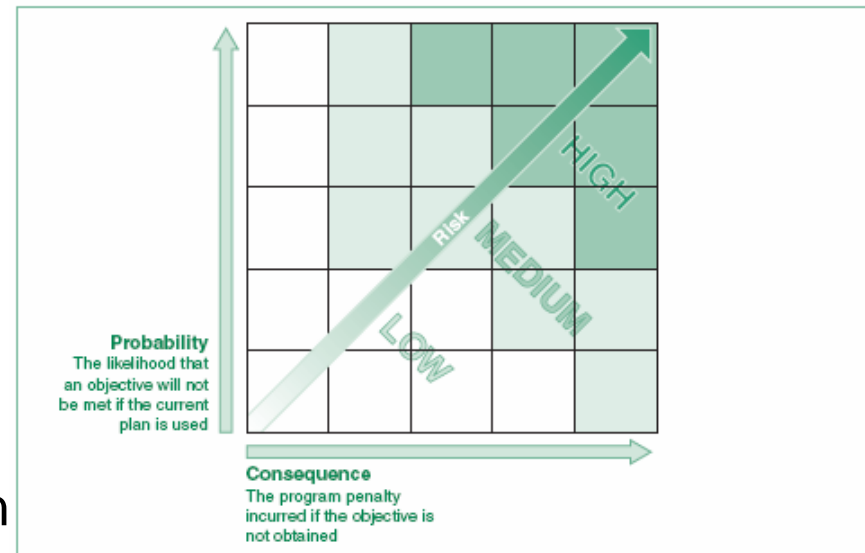 HIGH
Risk
MEDIUM
LOW
Probability
The likelihood that
an objective will not
be met if the current
plan is used
Consequence
The program penalty
incurred if the objective is
not obtained
n